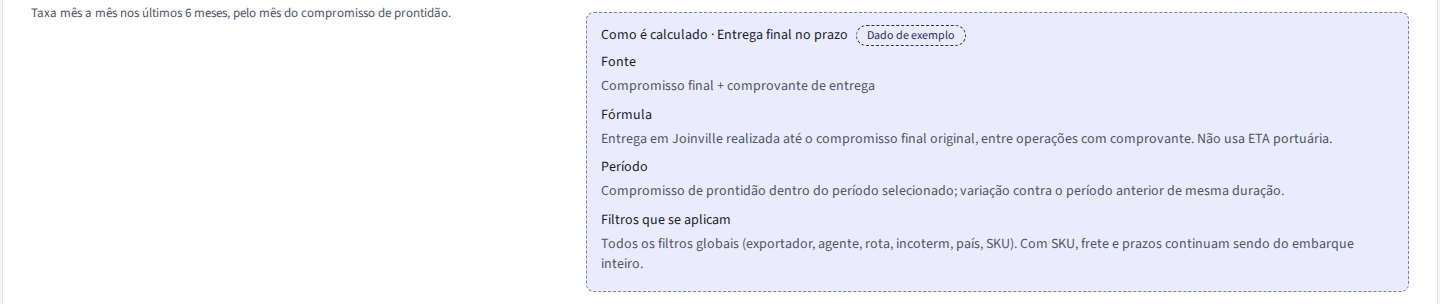 Taxa mês a mês nos últimos 6 meses, pelo mês do compromisso de prontidão.
Como é calculado · Entrega final no prazo Dado de exemplo
Fonte
Compromisso final + comprovante de entrega
Fórmula
Entrega em Joinville realizada até o compromisso final original, entre operações com comprovante. Não usa ETA portuária.
Período
Compromisso de prontidão dentro do período selecionado; variação contra o período anterior de mesma duração.
Filtros que se aplicam
Todos os filtros globais (exportador, agente, rota, incoterm, país, SKU). Com SKU, frete e prazos continuam sendo do embarque
inteiro.